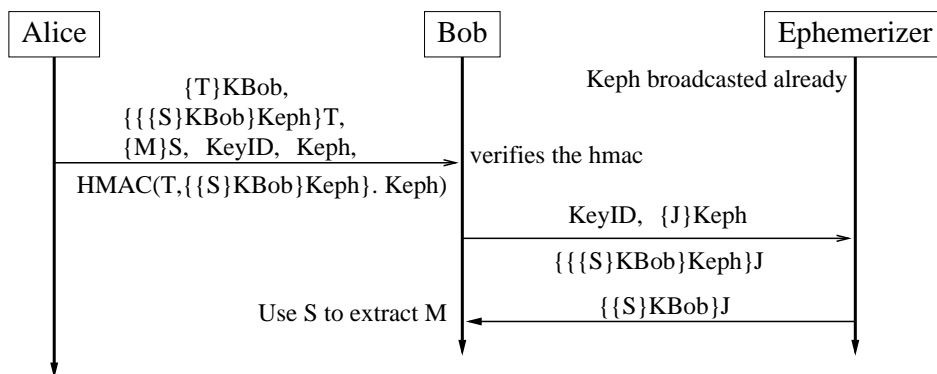 Alice
Bob
Ephemerizer
Keph broadcasted already
{T}KBob,
{{{S}KBob}Keph}T,
{M}S, KeyID, Keph,
HMAC(T,{{S}KBob}Keph}. Keph)
verifies the hmac
KeyID, {J}Keph
{{{S}KBob}Keph}J
{{S}KBob}J
Use S to extract M